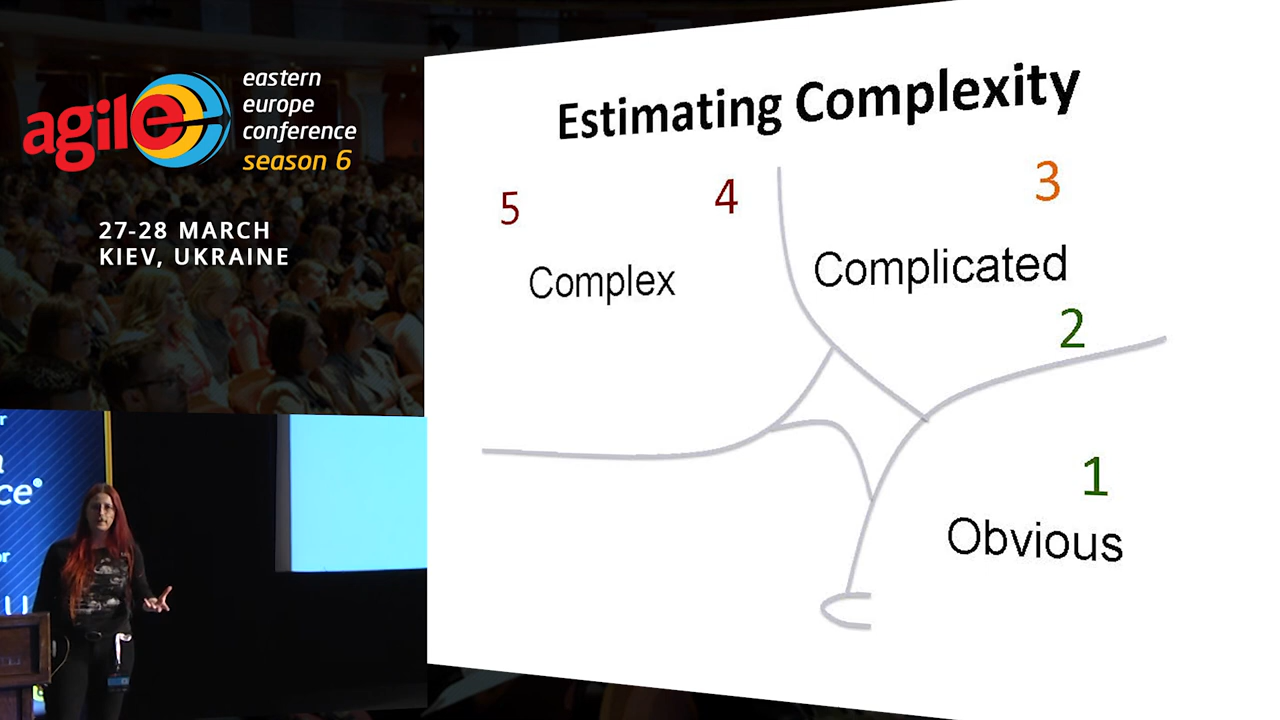 agile
eastern
europe
conference
season 6
27-28 MARCH
KIEV, UKRAINE
Estimating Complexity
5
4
3
Complex
Complicated
2
1
Obvious